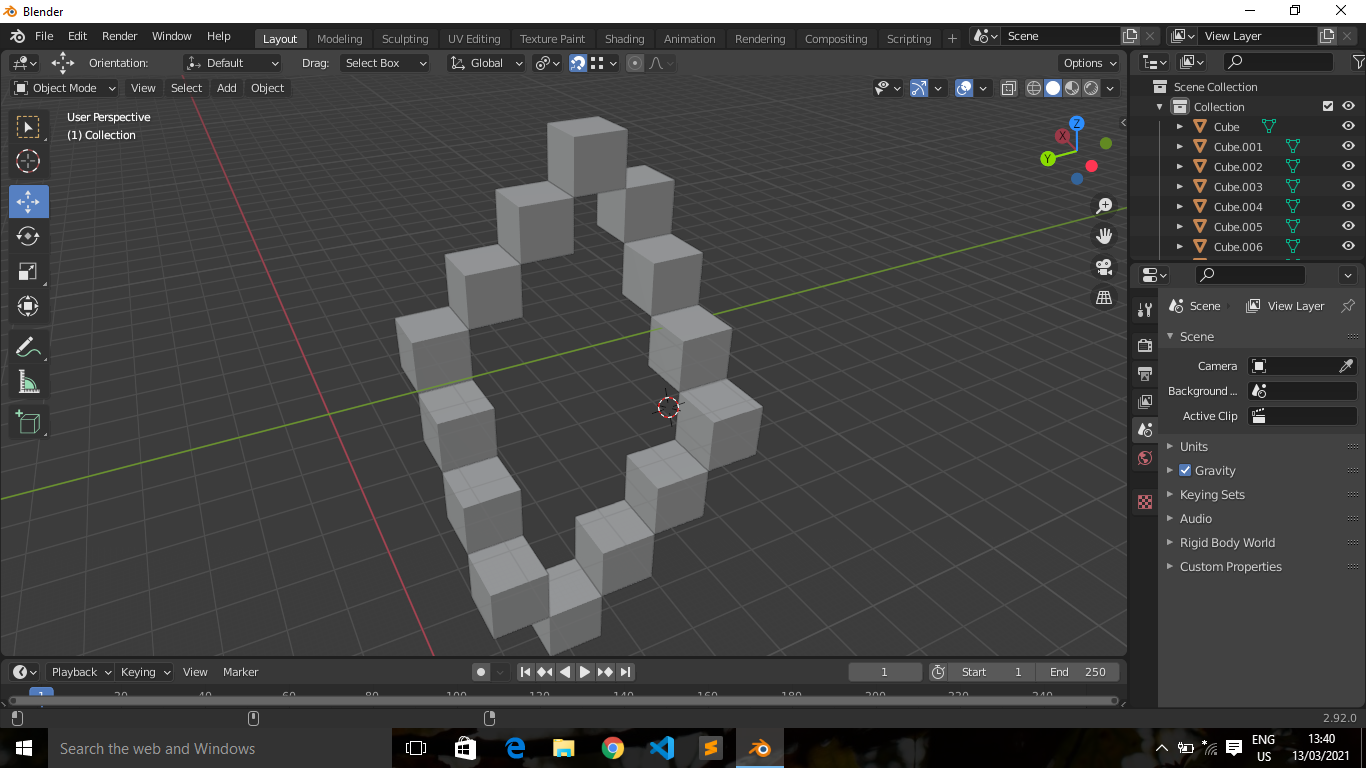 Blender
File Edit Render Window Help Layout Modeling Sculpting UV Editing Texture Paint Shading Animation Rendering Compositing Scripting + Scene View Layer
Orientation: Default Drag: Select Box Global Options
Object Mode View Select Add Object
User Perspective
(1) Collection
Z
X
Y
Scene Collection
Collection
Cube
Cube.001
Cube.002
Cube.003
Cube.004
Cube.005
Cube.006
Scene View Layer
Scene
Camera
Background ...
Active Clip
Units
Gravity
Keying Sets
Audio
Rigid Body World
Custom Properties
Playback Keying View Marker 1 Start 1 End 250
1 20 40 60 80 100 120 140 160 180 200 220 240
2.92.0
Search the web and Windows
ENG
US
13:40
13/03/2021